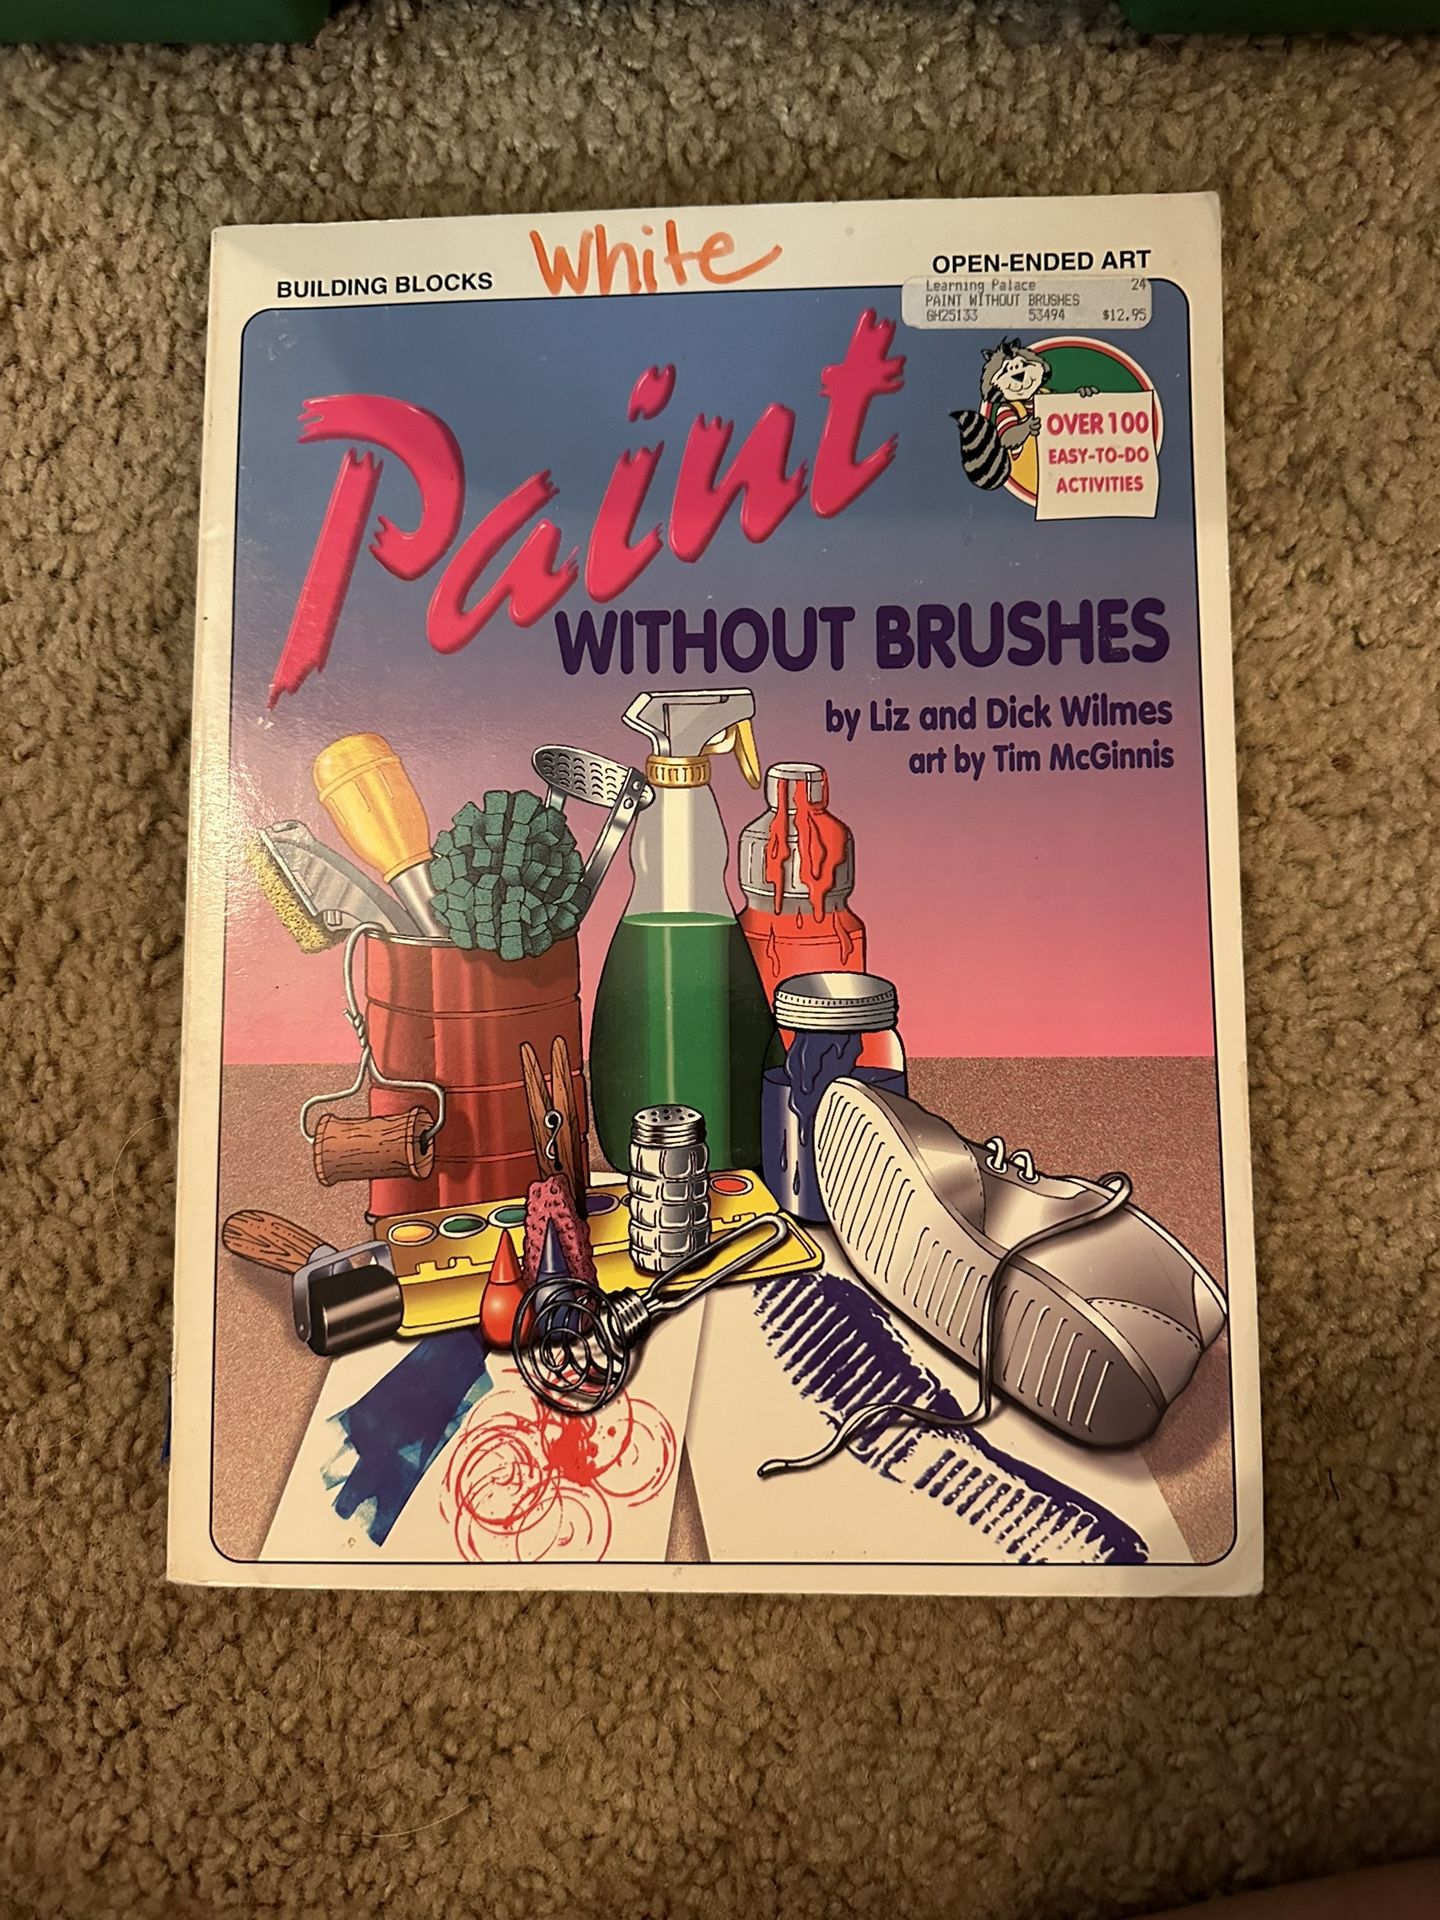 White
BUILDING BLOCKS
OPEN-ENDED ART
Learning Palace 24
PAINT WITHOUT BRUSHES
GH25133 53494 $12.95
Paint
OVER 100
EASY-TO-DO
ACTIVITIES
WITHOUT BRUSHES
by Liz and Dick Wilmes
art by Tim McGinnis